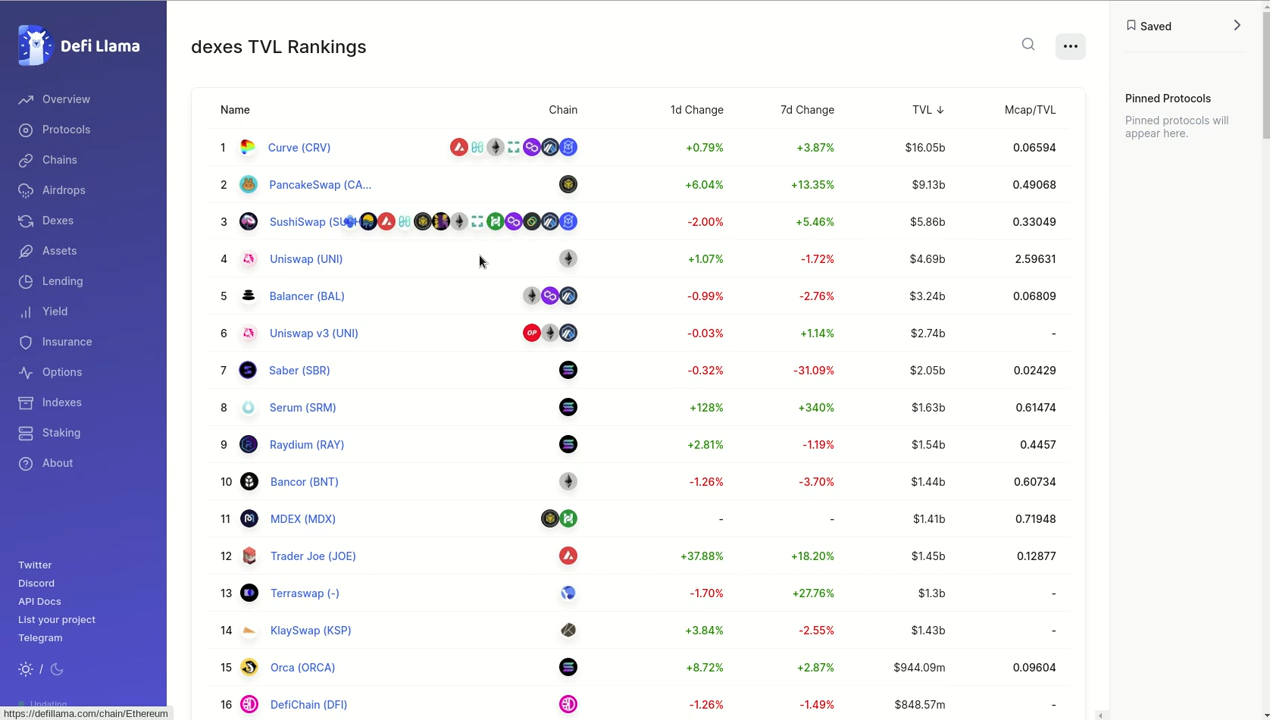 Defi Llama
Overview
Protocols
Chains
Airdrops
Dexes
Assets
Lending
Yield
Insurance
Options
Indexes
Staking
About
Twitter
Discord
API Docs
List your project
Telegram
/
Updating
https://defillama.com/chain/Ethereum
dexes TVL Rankings
Name Chain 1d Change 7d Change TVL ↓ Mcap/TVL
1 Curve (CRV) +0.79% +3.87% $16.05b 0.06594
2 PancakeSwap (CA... +6.04% +13.35% $9.13b 0.49068
3 SushiSwap (SUSH -2.00% +5.46% $5.86b 0.33049
4 Uniswap (UNI) +1.07% -1.72% $4.69b 2.59631
5 Balancer (BAL) -0.99% -2.76% $3.24b 0.06809
6 Uniswap v3 (UNI) OP -0.03% +1.14% $2.74b -
7 Saber (SBR) -0.32% -31.09% $2.05b 0.02429
8 Serum (SRM) +128% +340% $1.63b 0.61474
9 Raydium (RAY) +2.81% -1.19% $1.54b 0.4457
10 Bancor (BNT) -1.26% -3.70% $1.44b 0.60734
11 MDEX (MDX) - - $1.41b 0.71948
12 Trader Joe (JOE) +37.88% +18.20% $1.45b 0.12877
13 Terraswap (-) -1.70% +27.76% $1.3b -
14 KlaySwap (KSP) +3.84% -2.55% $1.43b -
15 Orca (ORCA) +8.72% +2.87% $944.09m 0.09604
16 DefiChain (DFI) -1.26% -1.49% $848.57m -
Saved
Pinned Protocols
Pinned protocols will
appear here.